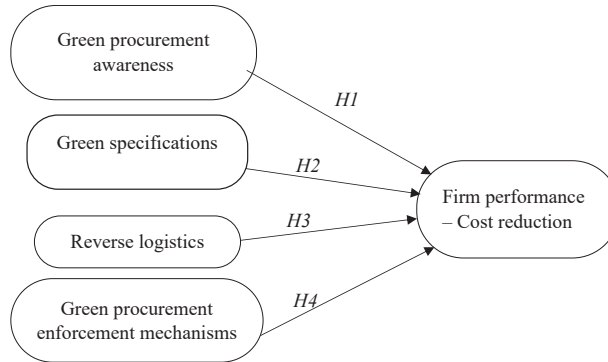 Green procurement
awareness
H1
Green specifications
H2
Firm performance
– Cost reduction
Reverse logistics
H3
Green procurement
enforcement mechanisms
H4